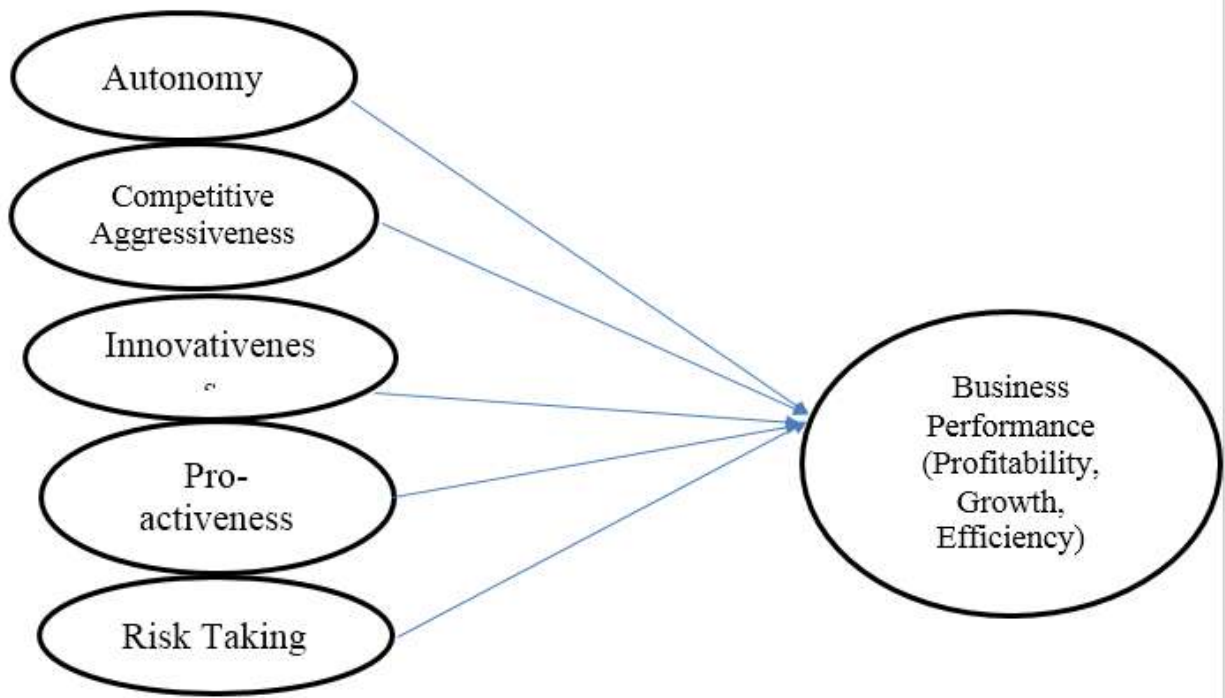 Autonomy
Competitive
Aggressiveness
Innovativenes
s
Pro-
activeness
Risk Taking
Business
Performance
(Profitability,
Growth,
Efficiency)